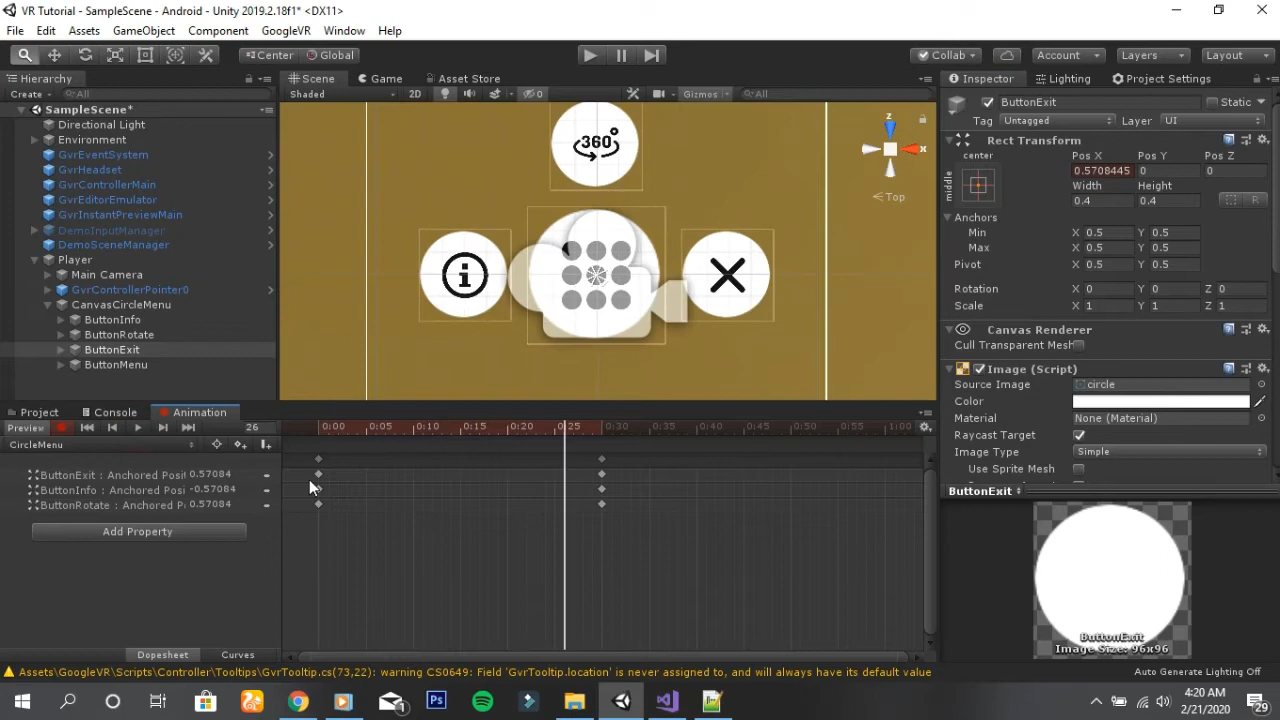 VR Tutorial - SampleScene - Android - Unity 2019.2.18f1* <DX11>
File Edit Assets GameObject Component GoogleVR Window Help
Center Global Collab Account Layers Layout
Hierarchy Scene Game Asset Store Inspector Lighting Project Settings
Create All Shaded 2D 0 Gizmos All
ButtonExit Static
Tag Untagged Layer UI
SampleScene*
Directional Light
Environment
GvrEventSystem
GvrHeadset
GvrControllerMain
GvrEditorEmulator
GvrInstantPreviewMain
DemoInputManager
DemoSceneManager
Player
Main Camera
GvrControllerPointer0
CanvasCircleMenu
ButtonInfo
ButtonRotate
ButtonExit
ButtonMenu
360°
i
z
x
Top
Rect Transform
center Pos X Pos Y Pos Z
middle 0.5708445 0 0
Width Height
0.4 0.4 R
Anchors
Min X 0.5 Y 0.5
Max X 0.5 Y 0.5
Pivot X 0.5 Y 0.5
Rotation X 0 Y 0 Z 0
Scale X 1 Y 1 Z 1
Canvas Renderer
Cull Transparent Mesh
Image (Script)
Source Image circle
Color
Material None (Material)
Raycast Target
Image Type Simple
Use Sprite Mesh
ButtonExit
ButtonExit
Image Size: 96x96
Project Console Animation
Preview 26 0:00 0:05 0:10 0:15 0:20 0:25 0:30 0:35 0:40 0:45 0:50 0:55 1:00
CircleMenu
ButtonExit : Anchored Posit 0.57084
ButtonInfo : Anchored Posi -0.57084
ButtonRotate : Anchored P 0.57084
Add Property
Dopesheet Curves
Assets\GoogleVR\Scripts\Controller\Tooltips\GvrTooltip.cs(73,22): warning CS0649: Field 'GvrTooltip.location' is never assigned to, and will always have its default value
Auto Generate Lighting Off
1 Ps
4:20 AM
2/21/2020
29